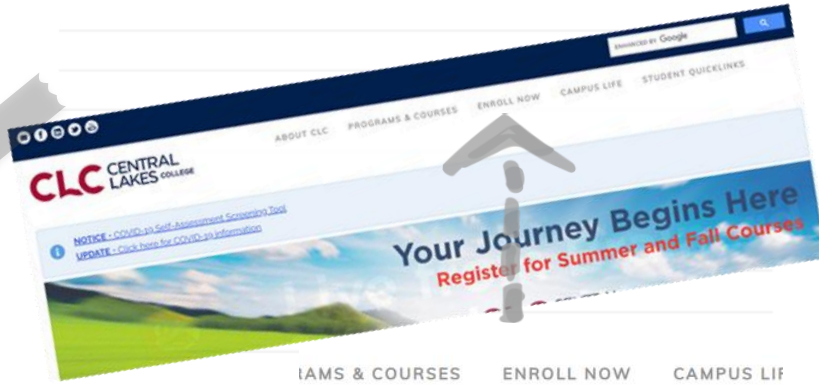 ENHANCED BY Google
ABOUT CLC PROGRAMS & COURSES ENROLL NOW CAMPUS LIFE STUDENT QUICKLINKS
CLC CENTRAL
LAKES COLLEGE
NOTICE - COVID-19 Self-Assessment Screening Tool
UPDATE - Click here for COVID-19 information
Your Journey Begins Here
Register for Summer and Fall Courses
RAMS & COURSES ENROLL NOW CAMPUS LIF